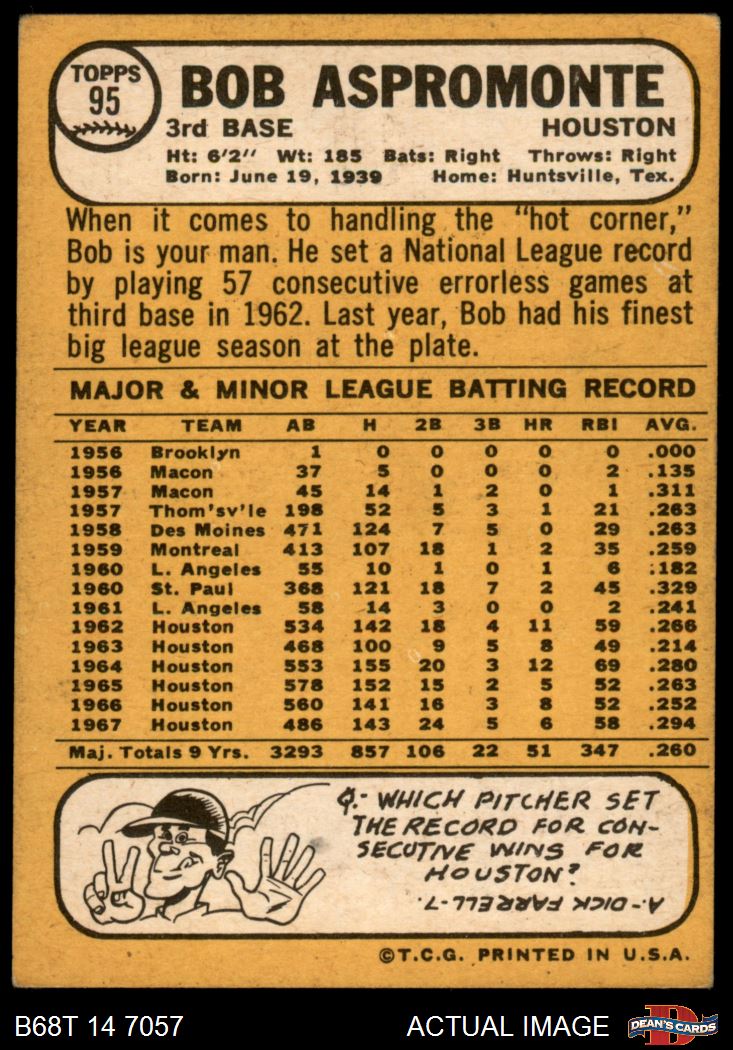 TOPPS
95
BOB ASPROMONTE
3rd BASE HOUSTON
Ht: 6'2" Wt: 185 Bats: Right Throws: Right
Born: June 19, 1939 Home: Huntsville, Tex.
When it comes to handling the "hot corner,"
Bob is your man. He set a National League record
by playing 57 consecutive errorless games at
third base in 1962. Last year, Bob had his finest
big league season at the plate.
MAJOR & MINOR LEAGUE BATTING RECORD
YEAR TEAM AB H 2B 3B HR RBI AVG.
1956 Brooklyn 1 0 0 0 0 0 .000
1956 Macon 37 5 0 0 0 2 .135
1957 Macon 45 14 1 2 0 1 .311
1957 Thom'sv'le 198 52 5 3 1 21 .263
1958 Des Moines 471 124 7 5 0 29 .263
1959 Montreal 413 107 18 1 2 35 .259
1960 L. Angeles 55 10 1 0 1 6 .182
1960 St. Paul 368 121 18 7 2 45 .329
1961 L. Angeles 58 14 3 0 0 2 .241
1962 Houston 534 142 18 4 11 59 .266
1963 Houston 468 100 9 5 8 49 .214
1964 Houston 553 155 20 3 12 69 .280
1965 Houston 578 152 15 2 5 52 .263
1966 Houston 560 141 16 3 8 52 .252
1967 Houston 486 143 24 5 6 58 .294
Maj. Totals 9 Yrs. 3293 857 106 22 51 347 .260
Q.- WHICH PITCHER SET
THE RECORD FOR CON-
SECUTIVE WINS FOR
HOUSTON?
A.- DICK FARRELL-7.
©T.C.G. PRINTED IN U.S.A.
B68T 14 7057 ACTUAL IMAGE
D
DEAN'S CARDS